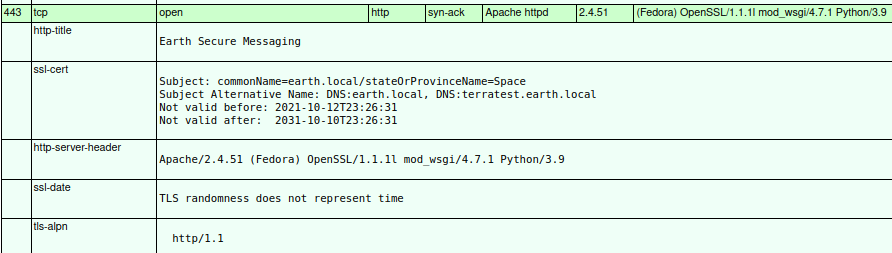 443 tcp open http syn-ack Apache httpd 2.4.51 (Fedora) OpenSSL/1.1.1l mod_wsgi/4.7.1 Python/3.9
http-title
Earth Secure Messaging
ssl-cert
Subject: commonName=earth.local/stateOrProvinceName=Space
Subject Alternative Name: DNS:earth.local, DNS:terratest.earth.local
Not valid before: 2021-10-12T23:26:31
Not valid after:  2031-10-10T23:26:31
http-server-header
Apache/2.4.51 (Fedora) OpenSSL/1.1.1l mod_wsgi/4.7.1 Python/3.9
ssl-date
TLS randomness does not represent time
tls-alpn
http/1.1